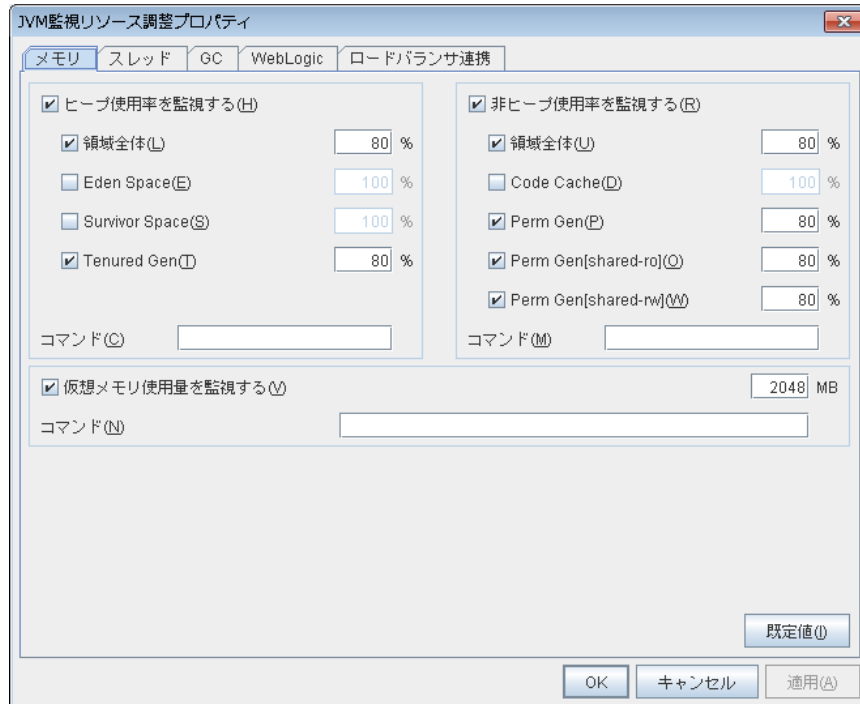 JVM監視リソース調整プロパティ
メモリ スレッド GC WebLogic ロードバランサ連携
ヒープ使用率を監視する(H)
領域全体(L) 80 %
Eden Space(E) 100 %
Survivor Space(S) 100 %
Tenured Gen(T) 80 %
コマンド(C)
非ヒープ使用率を監視する(R)
領域全体(U) 80 %
Code Cache(D) 100 %
Perm Gen(P) 80 %
Perm Gen[shared-ro](O) 80 %
Perm Gen[shared-rw](W) 80 %
コマンド(M)
仮想メモリ使用量を監視する(V) 2048 MB
コマンド(N)
既定値(I)
OK キャンセル 適用(A)